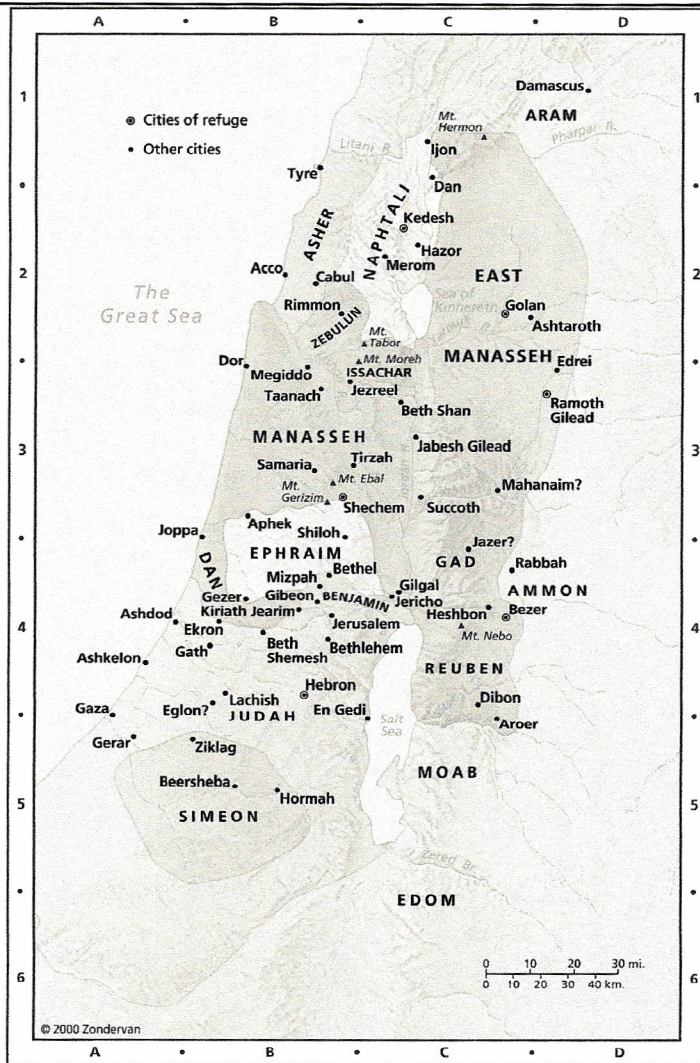 A B C D
1 1
2 2
3 3
4 4
5 5
6 6
Damascus
ARAM
Mt.
Hermon
Pharpar R.
Cities of refuge
Other cities
Litani R.
Ijon
Tyre
Dan
ASHER
NAPHTALI
Kedesh
Hazor
Merom
Acco
Cabul
EAST
The
Great Sea
Rimmon
ZEBULUN
Sea of
Kinnereth
Golan
Ashtaroth
Mt.
Tabor
Mt. Moreh
MANASSEH
Edrei
Dor
Megiddo
ISSACHAR
Taanach
Jezreel
Beth Shan
Ramoth
Gilead
MANASSEH
Jabesh Gilead
Tirzah
Samaria
Mt. Ebal
Mt.
Gerizim
Shechem
Mahanaim?
Succoth
Aphek
Joppa
Shiloh
EPHRAIM
DAN
Jazer?
GAD
Rabbah
AMMON
Mizpah
Bethel
Gezer
Gibeon
BENJAMIN
Gilgal
Jericho
Kiriath Jearim
Heshbon
Bezer
Ashdod
Ekron
Jerusalem
Mt. Nebo
Gath
Beth
Shemesh
Bethlehem
Ashkelon
REUBEN
Hebron
Lachish
Dibon
Gaza
Eglon?
JUDAH
En Gedi
Salt
Sea
Aroer
Gerar
Ziklag
MOAB
Beersheba
Hormah
SIMEON
Zered Br.
EDOM
0 10 20 30 mi.
0 10 20 30 40 km.
© 2000 Zondervan
A B C D